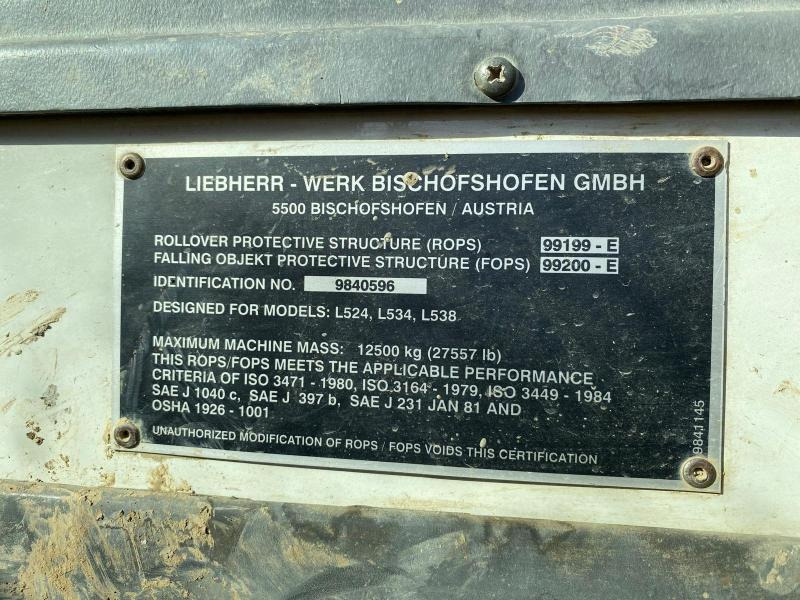 LIEBHERR - WERK BISCHOFSHOFEN GMBH
5500 BISCHOFSHOFEN / AUSTRIA
ROLLOVER PROTECTIVE STRUCTURE (ROPS) 99199 - E
FALLING OBJEKT PROTECTIVE STRUCTURE (FOPS) 99200 - E
IDENTIFICATION NO. 9840596
DESIGNED FOR MODELS: L524, L534, L538
MAXIMUM MACHINE MASS: 12500 kg (27557 lb)
THIS ROPS/FOPS MEETS THE APPLICABLE PERFORMANCE
CRITERIA OF ISO 3471 - 1980, ISO 3164 - 1979, ISO 3449 - 1984
SAE J 1040 c, SAE J 397 b, SAE J 231 JAN 81 AND
OSHA 1926 - 1001
UNAUTHORIZED MODIFICATION OF ROPS / FOPS VOIDS THIS CERTIFICATION
9841145